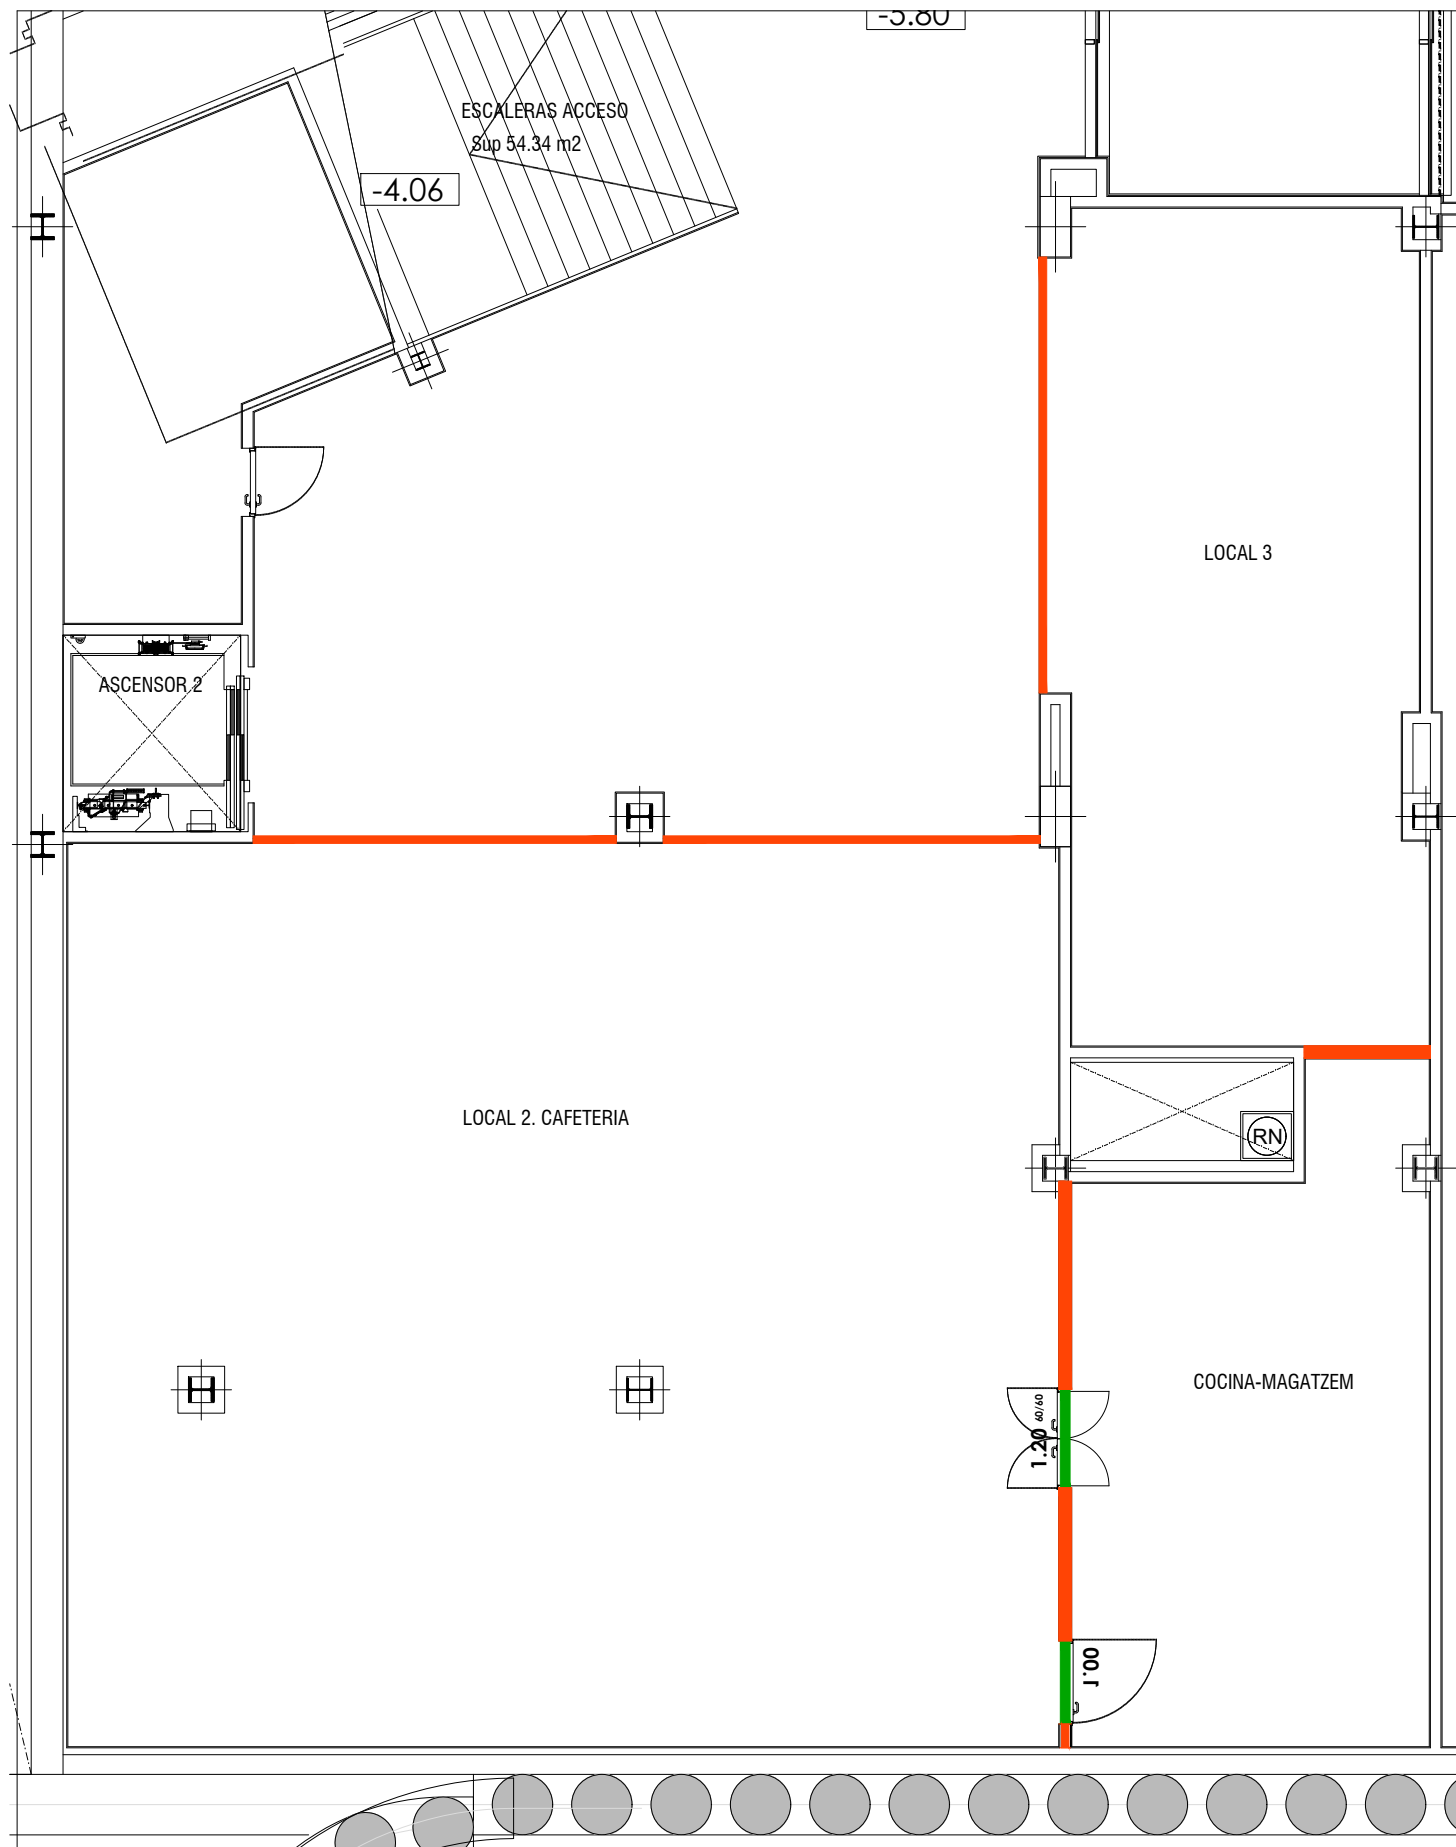 -5.80
ESCALERAS ACCESO
Sup 54.34 m2
-4.06
LOCAL 3
ASCENSOR 2
LOCAL 2. CAFETERIA
RN
COCINA-MAGATZEM
1.20 60/60
1.00